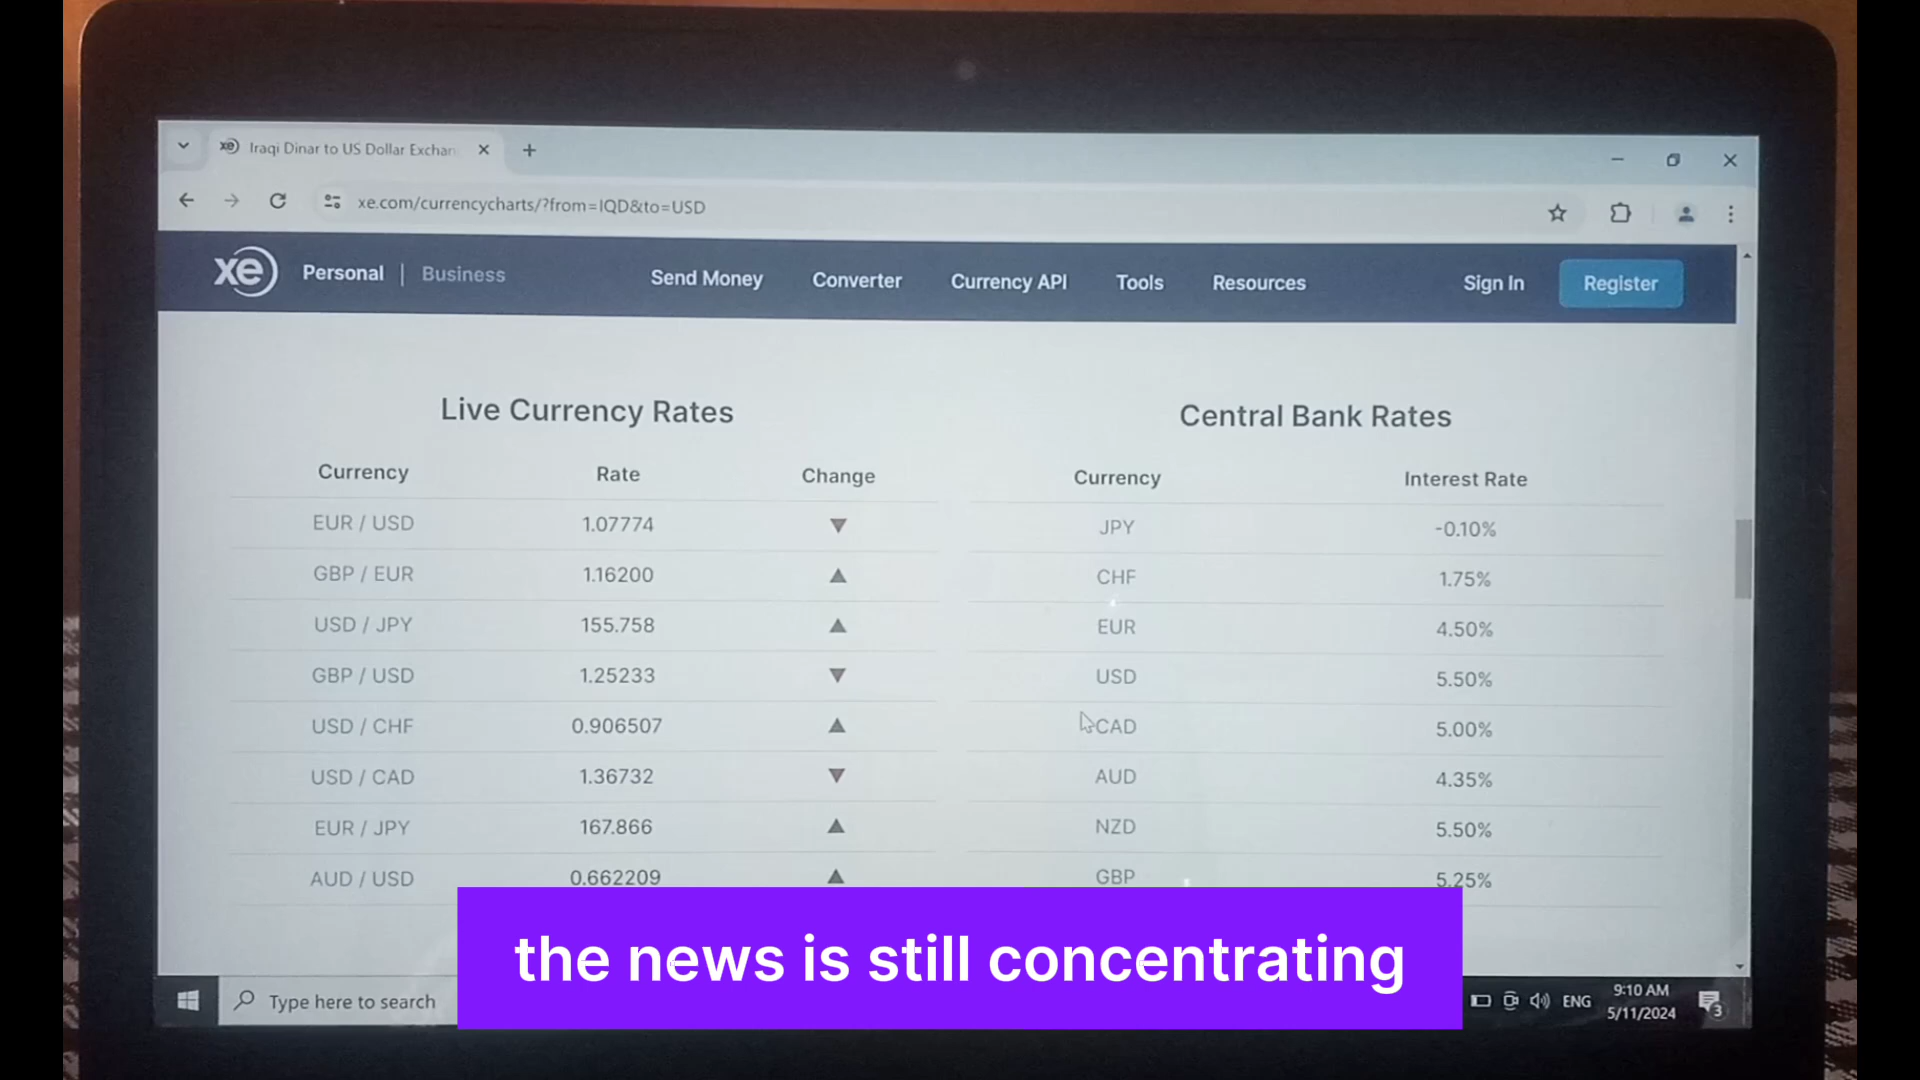 Iraqi Dinar to US Dollar Exchan
xe.com/currencycharts/?from=IQD&to=USD
xe Personal | Business Send Money Converter Currency API Tools Resources Sign In Register
Live Currency Rates
Currency Rate Change
EUR / USD 1.07774 ▼
GBP / EUR 1.16200 ▲
USD / JPY 155.758 ▲
GBP / USD 1.25233 ▼
USD / CHF 0.906507 ▲
USD / CAD 1.36732 ▼
EUR / JPY 167.866 ▲
AUD / USD 0.662209 ▲
Central Bank Rates
Currency Interest Rate
JPY -0.10%
CHF 1.75%
EUR 4.50%
USD 5.50%
CAD 5.00%
AUD 4.35%
NZD 5.50%
GBP 5.25%
the news is still concentrating
Type here to search
ENG
9:10 AM
5/11/2024
3